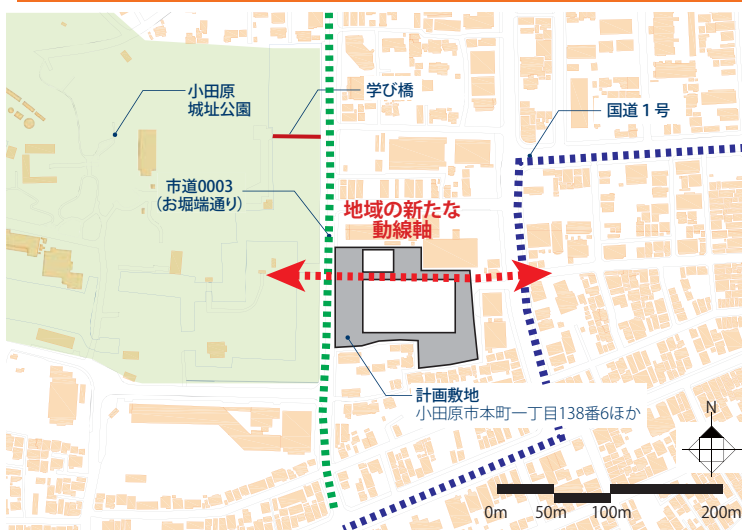 小田原
城址公園
学び橋
国道1号
市道0003
（お堀端通り）
地域の新たな
動線軸
計画敷地
小田原市本町一丁目138番6ほか
N
0m 50m 100m 200m